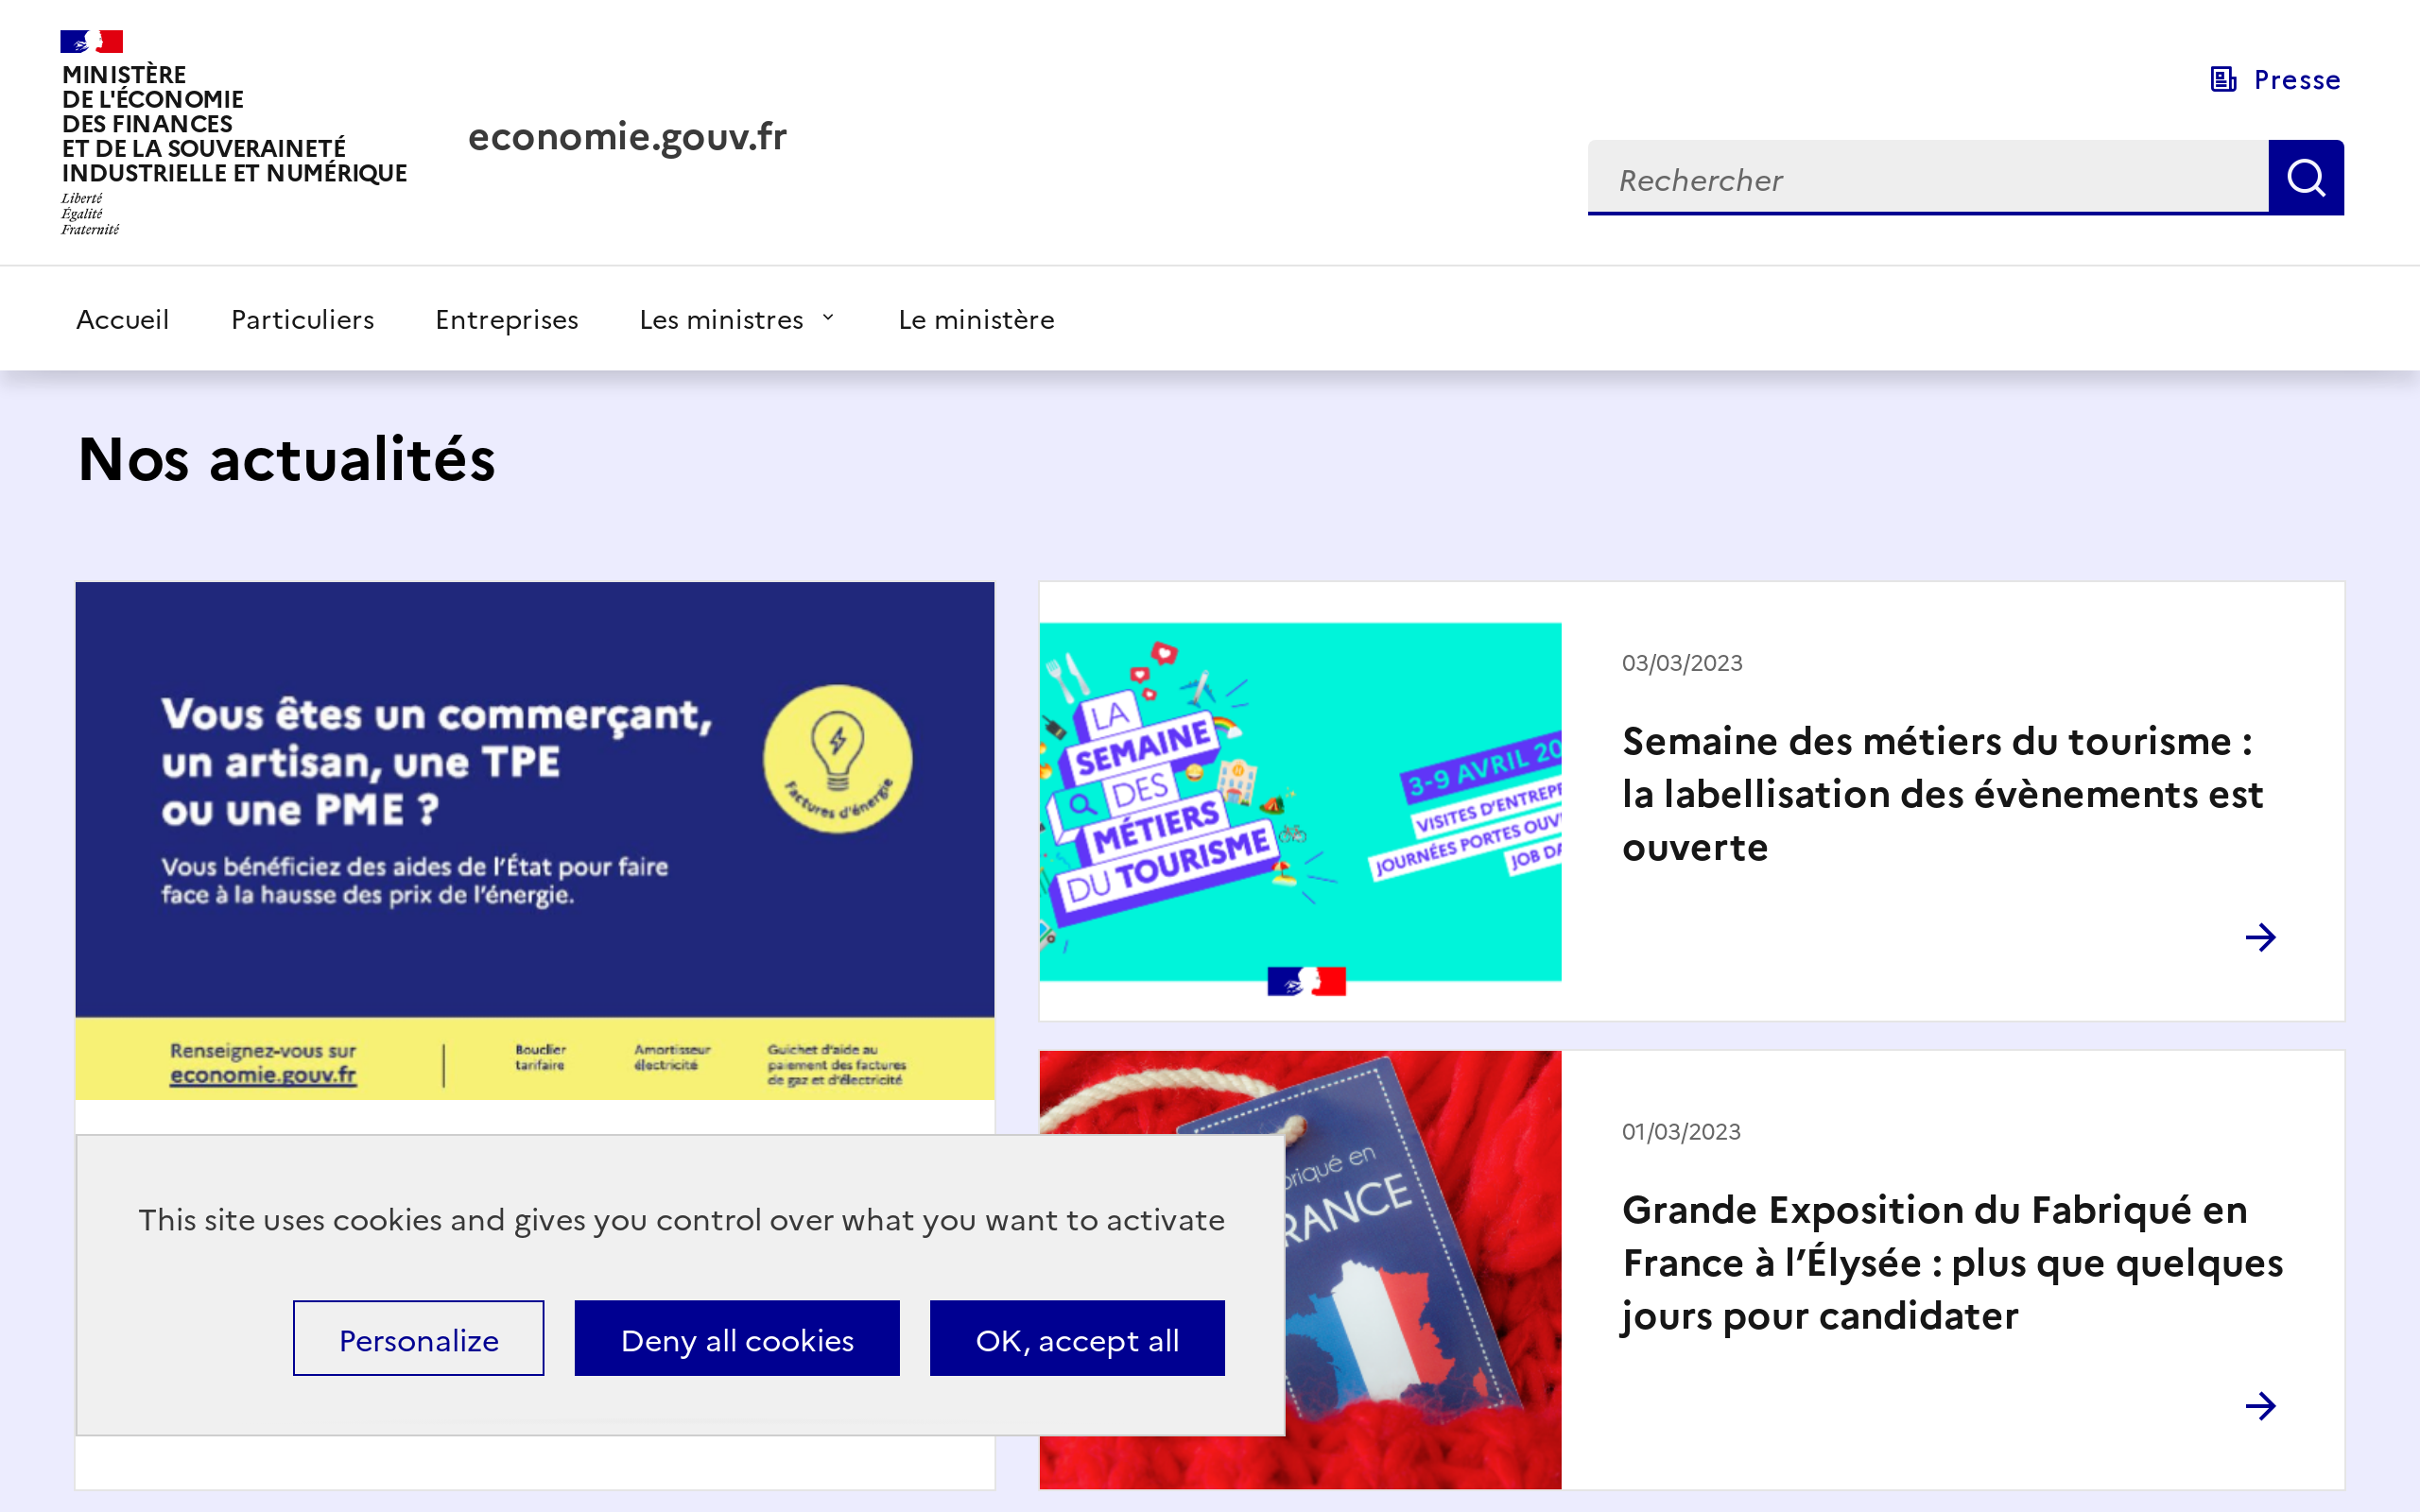 MINISTÈRE
DE L'ÉCONOMIE
DES FINANCES
ET DE LA SOUVERAINETÉ
INDUSTRIELLE ET NUMÉRIQUE
Liberté
Égalité
Fraternité
economie.gouv.fr
Presse
Rechercher
Accueil
Particuliers
Entreprises
Les ministres
Le ministère
Nos actualités
Vous êtes un commerçant,
un artisan, une TPE
ou une PME ?
Factures d'énergie
Vous bénéficiez des aides de l'État pour faire
face à la hausse des prix de l'énergie.
Renseignez-vous sur
economie.gouv.fr
Bouclier
tarifaire
Amortisseur
électricité
Guichet d'aide au
paiement des factures
de gaz et d'électricité
LA
SEMAINE
DES
MÉTIERS
DU TOURISME
3-9 AVRIL 20
VISITES D'ENTREP
JOURNÉES PORTES OUV
JOB DA
03/03/2023
Semaine des métiers du tourisme :
la labellisation des évènements est
ouverte
briqué en
RANCE
01/03/2023
Grande Exposition du Fabriqué en
France à l’Élysée : plus que quelques
jours pour candidater
This site uses cookies and gives you control over what you want to activate
Personalize
Deny all cookies
OK, accept all